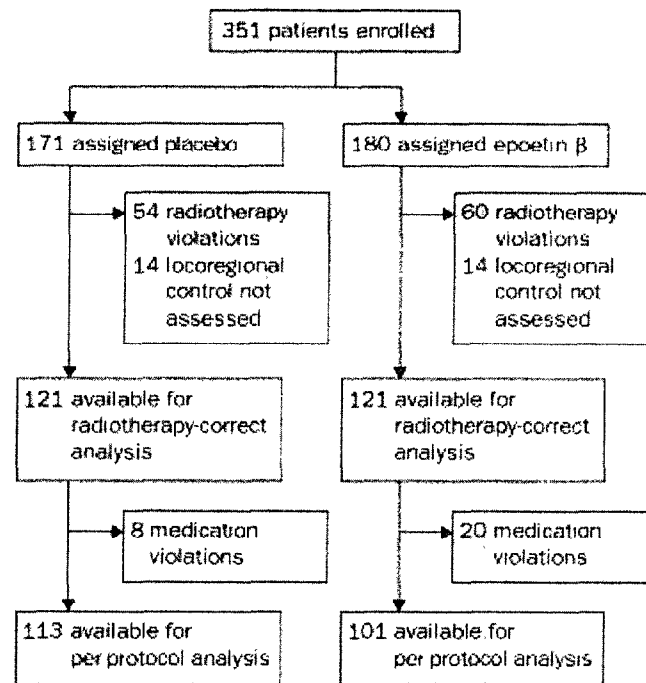 351 patients enrolled
171 assigned placebo
180 assigned epoetin β
54 radiotherapy
violations
14 locoregional
control not
assessed
60 radiotherapy
violations
14 locoregional
control not
assessed
121 available for
radiotherapy-correct
analysis
121 available for
radiotherapy-correct
analysis
8 medication
violations
20 medication
violations
113 available for
per protocol analysis
101 available for
per protocol analysis